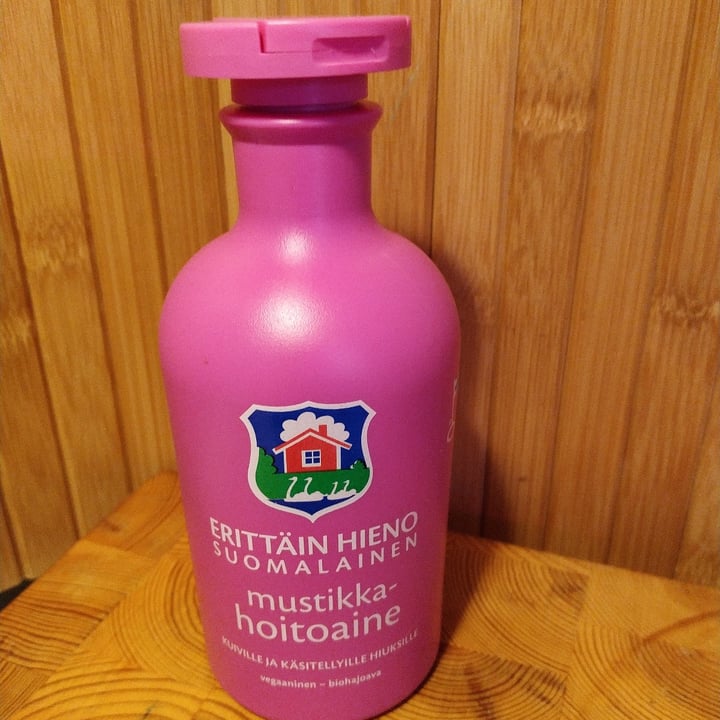 ERITTÄIN HIENO
SUOMALAINEN
mustikka-
hoitoaine
KUIVILLE JA KÄSITELLYILLE HIUKSILLE
vegaaninen – biohajoava